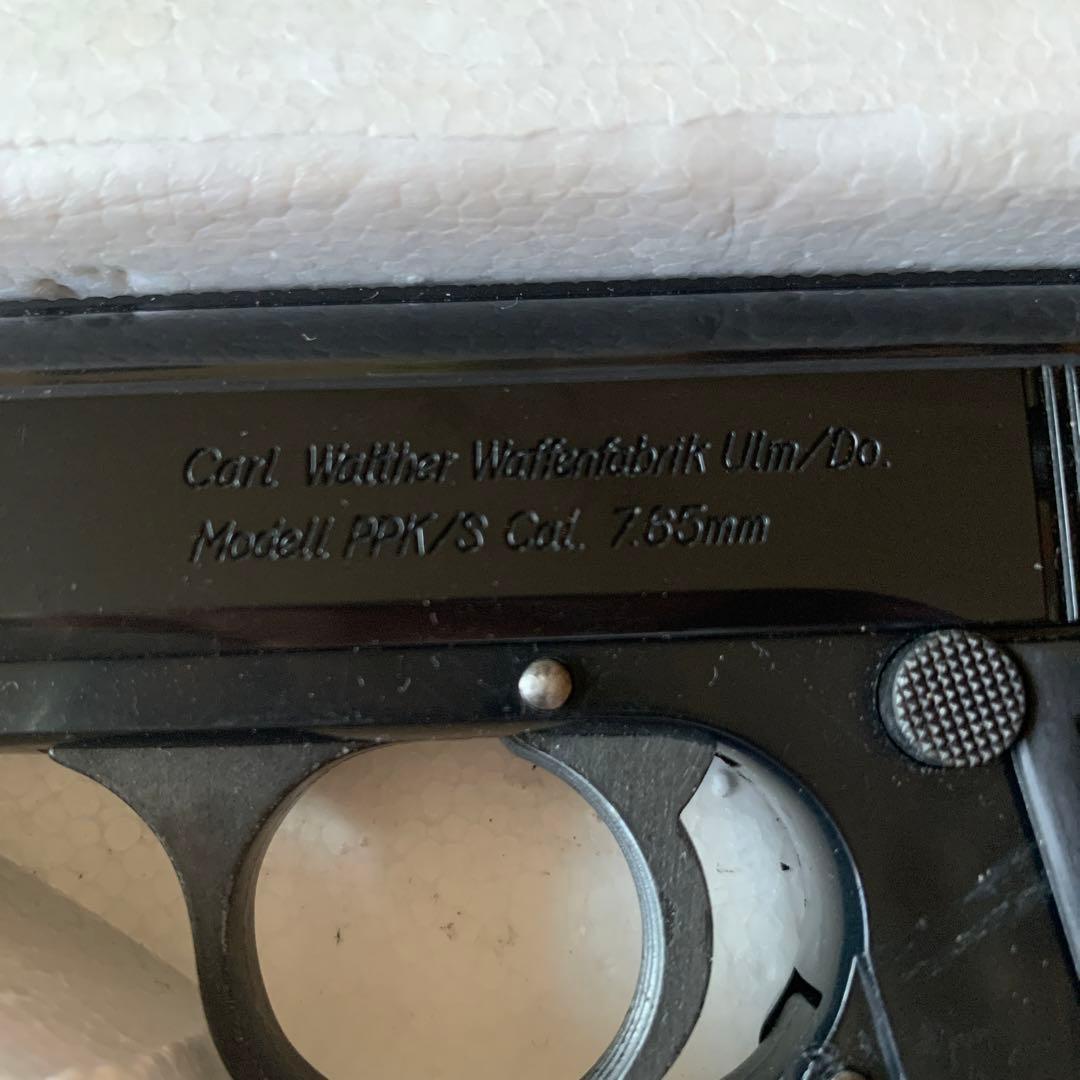 Carl Walther Waffenfabrik Ulm/Do.
Modell PPK/S Cal. 7.65mm